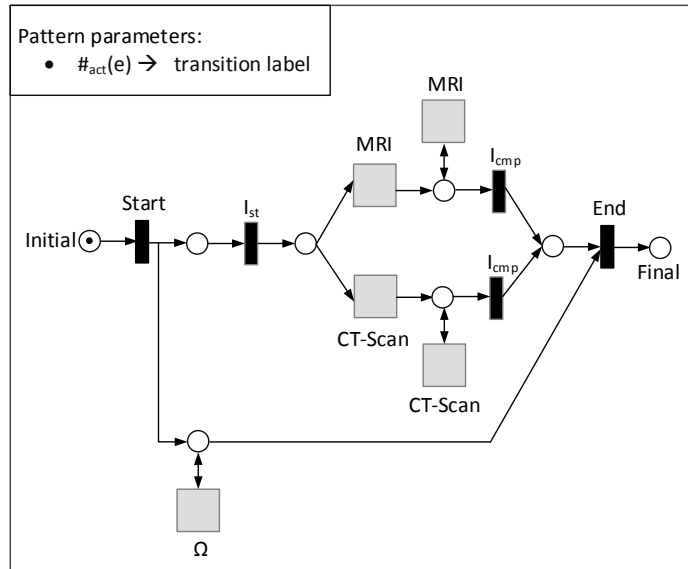 Pattern parameters:
• #act(e) → transition label
MRI
MRI
Icmp
Start
Ist
End
Initial
Icmp
Final
CT-Scan
CT-Scan
Ω